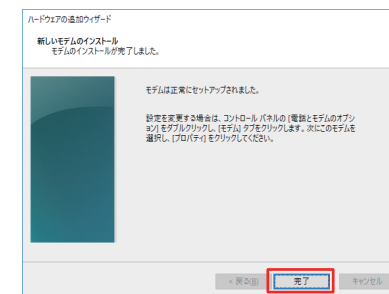 ハードウェアの追加ウィザード
新しいモデムのインストール
モデムのインストールが完了しました。
モデムは正常にセットアップされました。
設定を変更する場合は、コントロール パネルの [電話とモデムのオプシ
ョン] をダブルクリックし、[モデム] タブをクリックします。次にこのモデムを
選択し、[プロパティ] をクリックしてください。
< 戻る(B)
完了
キャンセル